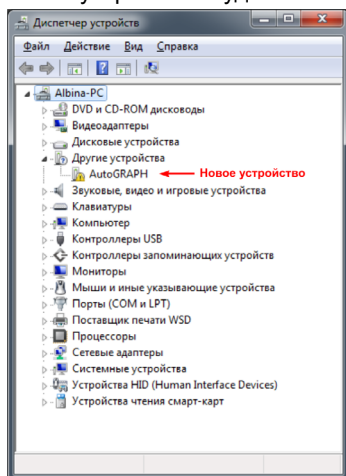 Диспетчер устройств
Файл Действие Вид Справка
Albina-PC
DVD и CD-ROM дисководы
Видеоадаптеры
Дисковые устройства
Другие устройства
AutoGRAPH Новое устройство
Звуковые, видео и игровые устройства
Клавиатуры
Компьютер
Контроллеры USB
Контроллеры запоминающих устройств
Мониторы
Мыши и иные указывающие устройства
Порты (COM и LPT)
Поставщик печати WSD
Процессоры
Сетевые адаптеры
Системные устройства
Устройства HID (Human Interface Devices)
Устройства чтения смарт-карт